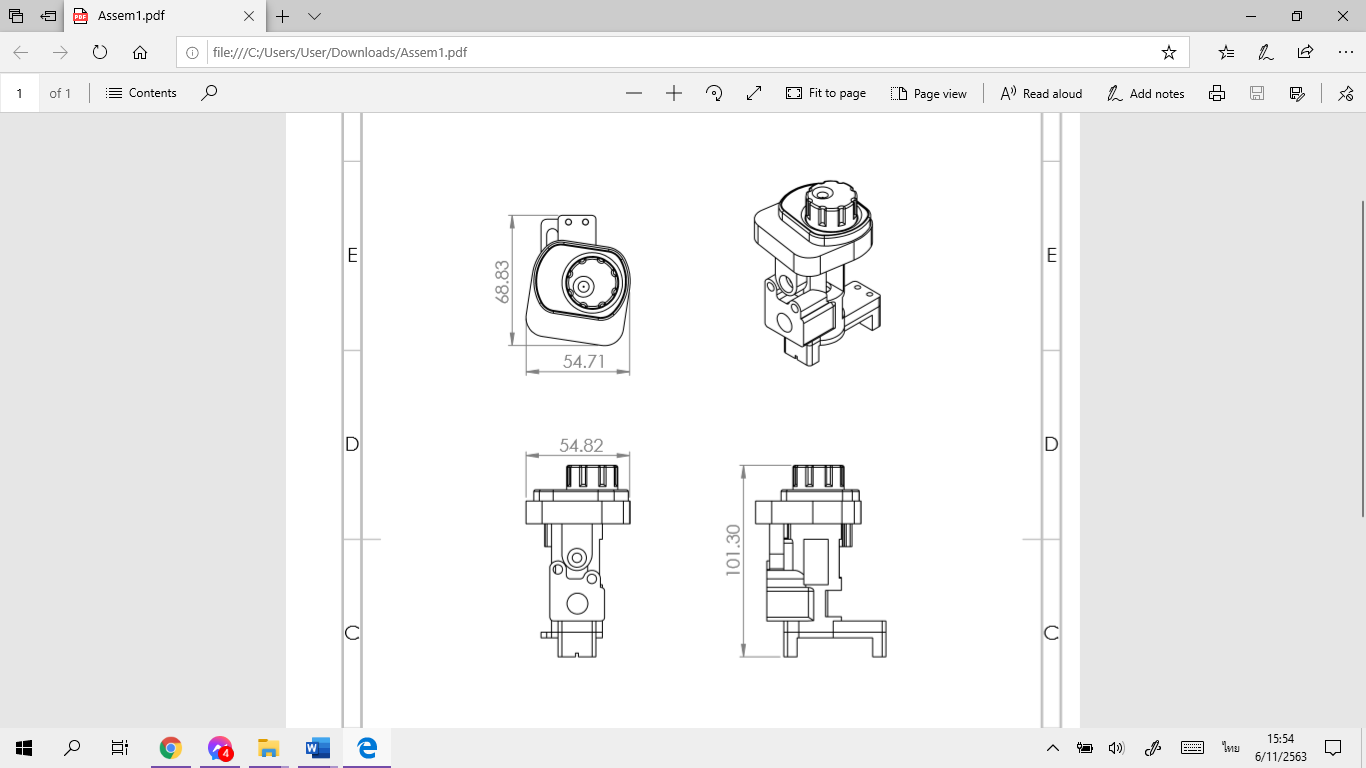 Assem1.pdf
file:///C:/Users/User/Downloads/Assem1.pdf
1 of 1 Contents Fit to page Page view Read aloud Add notes
E E
68.83
54.71
D D
54.82
101.30
C C
4
ไทย
15:54
6/11/2563